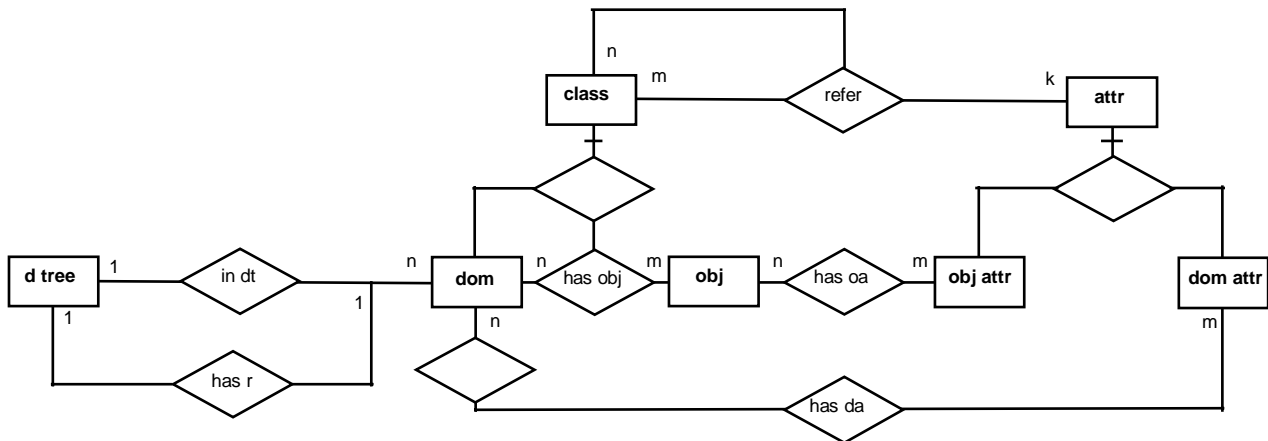 n
class
m
refer
k
attr
d tree
1
in dt
n
dom
n
has obj
m
obj
n
has oa
m
obj attr
dom attr
1
1
n
m
has r
has da